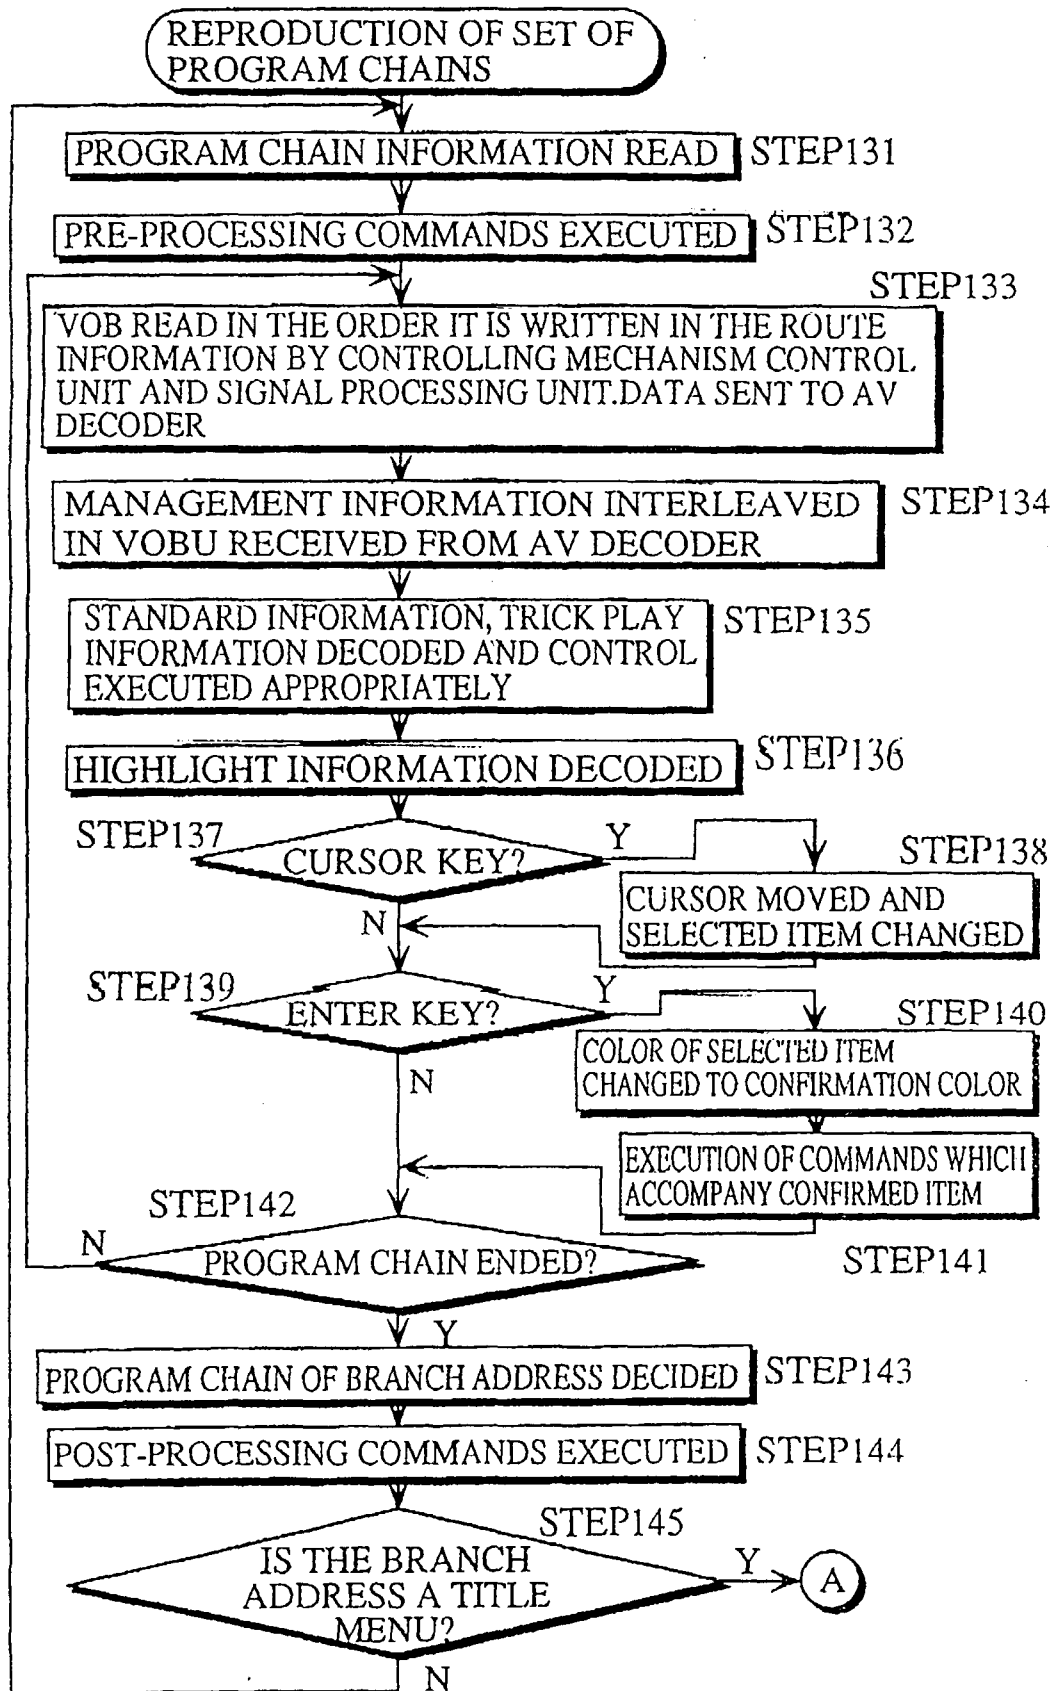 REPRODUCTION OF SET OF
PROGRAM CHAINS
PROGRAM CHAIN INFORMATION READ
STEP131
PRE-PROCESSING COMMANDS EXECUTED
STEP132
STEP133
VOB READ IN THE ORDER IT IS WRITTEN IN THE ROUTE
INFORMATION BY CONTROLLING MECHANISM CONTROL
UNIT AND SIGNAL PROCESSING UNIT.DATA SENT TO AV
DECODER
MANAGEMENT INFORMATION INTERLEAVED
IN VOBU RECEIVED FROM AV DECODER
STEP134
STANDARD INFORMATION, TRICK PLAY
INFORMATION DECODED AND CONTROL
EXECUTED APPROPRIATELY
STEP135
HIGHLIGHT INFORMATION DECODED
STEP136
STEP137
CURSOR KEY?
Y
N
STEP138
CURSOR MOVED AND
SELECTED ITEM CHANGED
STEP139
ENTER KEY?
Y
N
STEP140
COLOR OF SELECTED ITEM
CHANGED TO CONFIRMATION COLOR
EXECUTION OF COMMANDS WHICH
ACCOMPANY CONFIRMED ITEM
STEP141
STEP142
N
PROGRAM CHAIN ENDED?
Y
PROGRAM CHAIN OF BRANCH ADDRESS DECIDED
STEP143
POST-PROCESSING COMMANDS EXECUTED
STEP144
STEP145
IS THE BRANCH
ADDRESS A TITLE
MENU?
Y
A
N